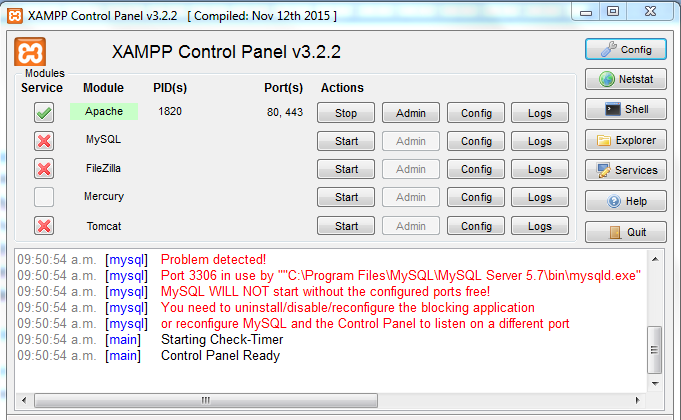 XAMPP Control Panel v3.2.2 [ Compiled: Nov 12th 2015 ]
XAMPP Control Panel v3.2.2
Config
Modules
Service Module PID(s) Port(s) Actions
Netstat
Apache 1820 80, 443 Stop Admin Config Logs
Shell
MySQL Start Admin Config Logs
Explorer
FileZilla Start Admin Config Logs
Services
Mercury Start Admin Config Logs
Help
Tomcat Start Admin Config Logs
Quit
09:50:54 a.m. [mysql] Problem detected!
09:50:54 a.m. [mysql] Port 3306 in use by ""C:\Program Files\MySQL\MySQL Server 5.7\bin\mysqld.exe"
09:50:54 a.m. [mysql] MySQL WILL NOT start without the configured ports free!
09:50:54 a.m. [mysql] You need to uninstall/disable/reconfigure the blocking application
09:50:54 a.m. [mysql] or reconfigure MySQL and the Control Panel to listen on a different port
09:50:54 a.m. [main] Starting Check-Timer
09:50:54 a.m. [main] Control Panel Ready